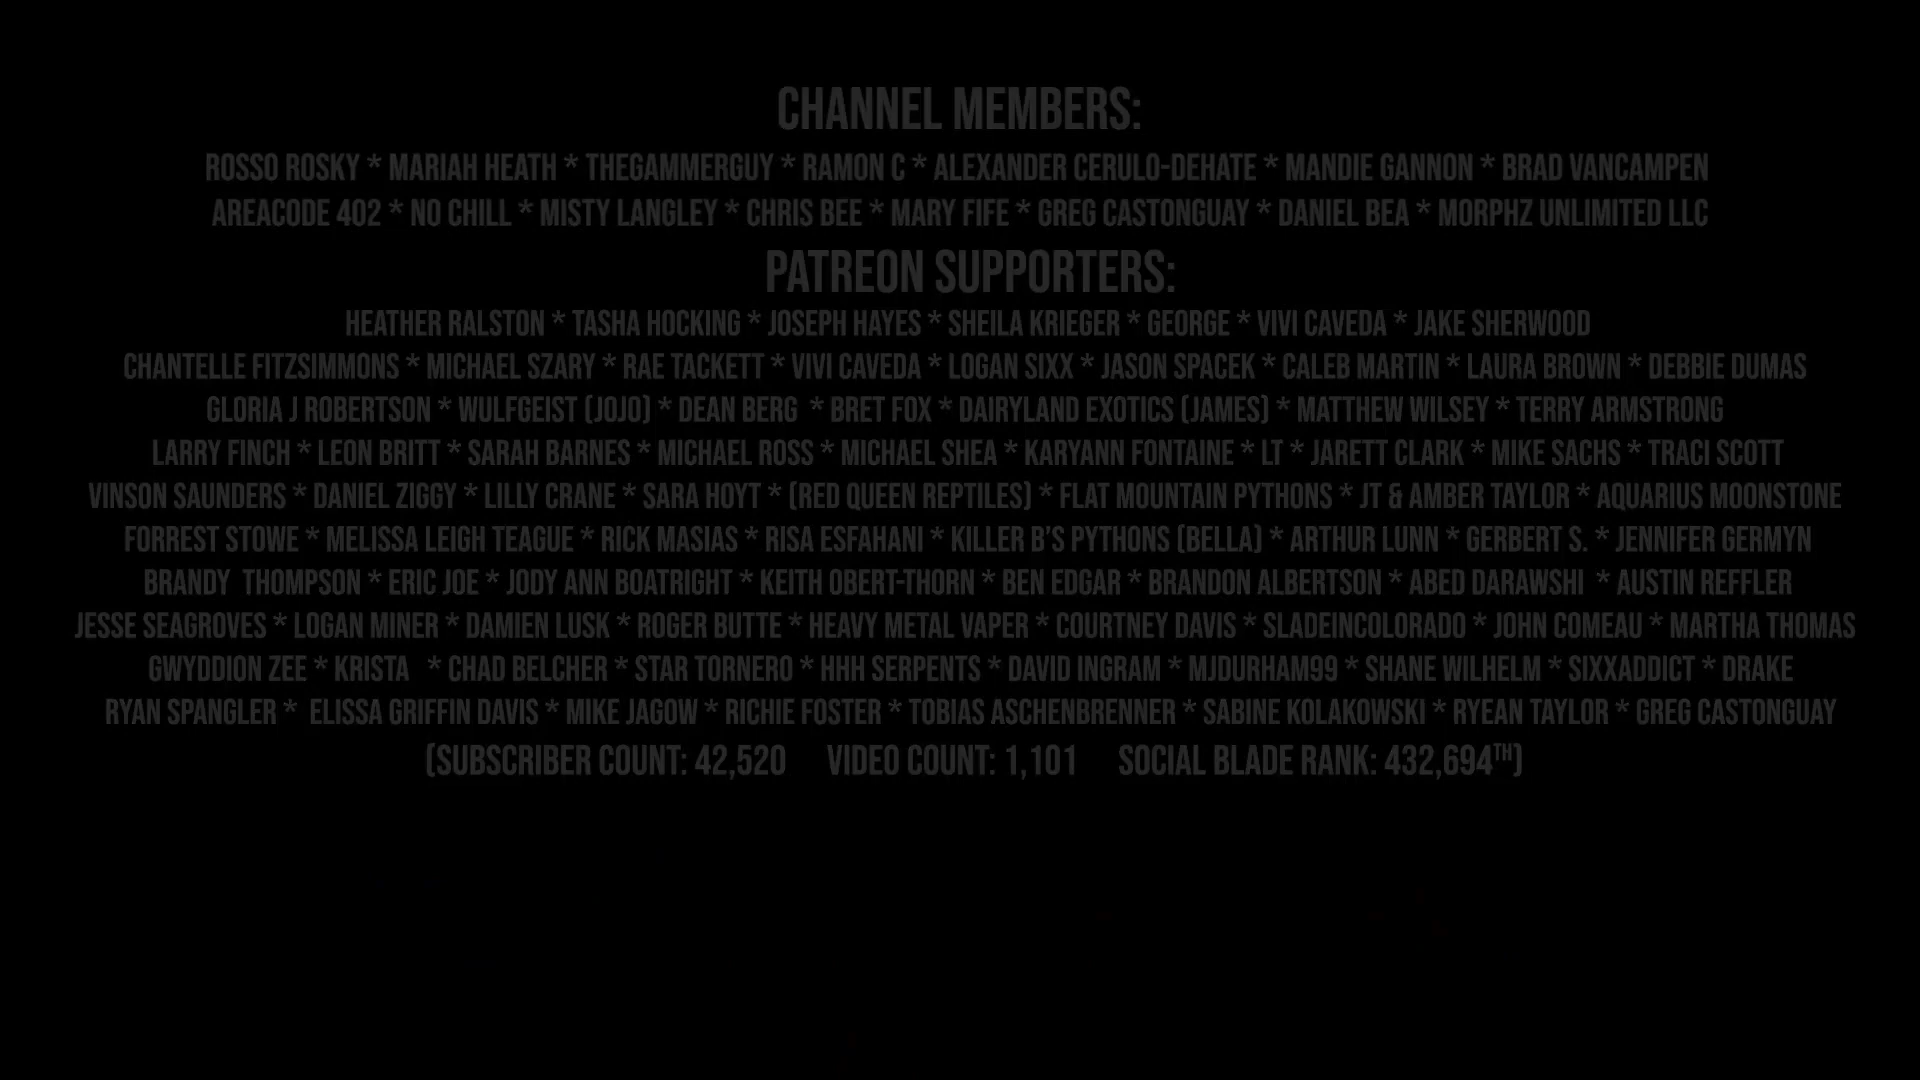 CHANNEL MEMBERS:
ROSSO ROSKY * MARIAH HEATH * THEGAMMERGUY * RAMON C * ALEXANDER CERULO-DEHATE * MANDIE GANNON * BRAD VANCAMPEN
AREACODE 402 * NO CHILL * MISTY LANGLEY * CHRIS BEE * MARY FIFE * GREG CASTONGUAY * DANIEL BEA * MORPHZ UNLIMITED LLC
PATREON SUPPORTERS:
HEATHER RALSTON * TASHA HOCKING * JOSEPH HAYES * SHEILA KRIEGER * GEORGE * VIVI CAVEDA * JAKE SHERWOOD
CHANTELLE FITZSIMMONS * MICHAEL SZARY * RAE TACKETT * VIVI CAVEDA * LOGAN SIXX * JASON SPACEK * CALEB MARTIN * LAURA BROWN * DEBBIE DUMAS
GLORIA J ROBERTSON * WULFGEIST (JOJO) * DEAN BERG * BRET FOX * DAIRYLAND EXOTICS (JAMES) * MATTHEW WILSEY * TERRY ARMSTRONG
LARRY FINCH * LEON BRITT * SARAH BARNES * MICHAEL ROSS * MICHAEL SHEA * KARYANN FONTAINE * LT * JARETT CLARK * MIKE SACHS * TRACI SCOTT
VINSON SAUNDERS * DANIEL ZIGGY * LILLY CRANE * SARA HOYT * (RED QUEEN REPTILES) * FLAT MOUNTAIN PYTHONS * JT & AMBER TAYLOR * AQUARIUS MOONSTONE
FORREST STOWE * MELISSA LEIGH TEAGUE * RICK MASIAS * RISA ESFAHANI * KILLER B'S PYTHONS (BELLA) * ARTHUR LUNN * GERBERT S. * JENNIFER GERMYN
BRANDY THOMPSON * ERIC JOE * JODY ANN BOATRIGHT * KEITH OBERT-THORN * BEN EDGAR * BRANDON ALBERTSON * ABED DARAWSHI * AUSTIN REFFLER
JESSE SEAGROVES * LOGAN MINER * DAMIEN LUSK * ROGER BUTTE * HEAVY METAL VAPER * COURTNEY DAVIS * SLADEINCOLORADO * JOHN COMEAU * MARTHA THOMAS
GWYDDION ZEE * KRISTA * CHAD BELCHER * STAR TORNERO * HHH SERPENTS * DAVID INGRAM * MJDURHAM99 * SHANE WILHELM * SIXXADDICT * DRAKE
RYAN SPANGLER * ELISSA GRIFFIN DAVIS * MIKE JAGOW * RICHIE FOSTER * TOBIAS ASCHENBRENNER * SABINE KOLAKOWSKI * RYEAN TAYLOR * GREG CASTONGUAY
(SUBSCRIBER COUNT: 42,520 VIDEO COUNT: 1,101 SOCIAL BLADE RANK: 432,694TH)